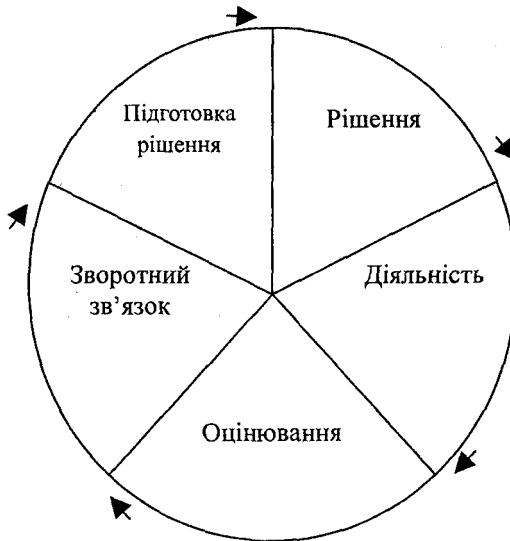 Підготовка
рішення
Рішення
Зворотний
зв’язок
Діяльність
Оцінювання